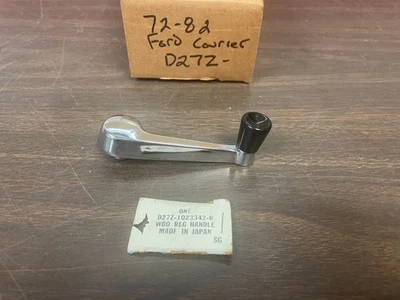 72-82
Ford Courier
D27Z-
ONE
D27Z-1023342-B
WDO REG HANDLE
MADE IN JAPAN
SG